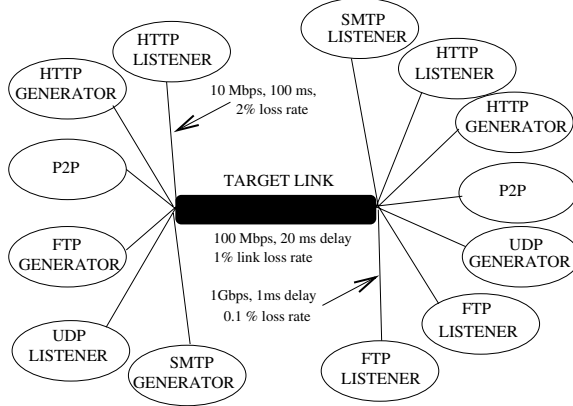 SMTP
LISTENER
HTTP
LISTENER
HTTP
LISTENER
HTTP
GENERATOR
10 Mbps, 100 ms,
2% loss rate
HTTP
GENERATOR
P2P
TARGET LINK
P2P
FTP
GENERATOR
100 Mbps, 20 ms delay
1% link loss rate
UDP
GENERATOR
1Gbps, 1ms delay
0.1 % loss rate
FTP
LISTENER
UDP
LISTENER
SMTP
GENERATOR
FTP
LISTENER